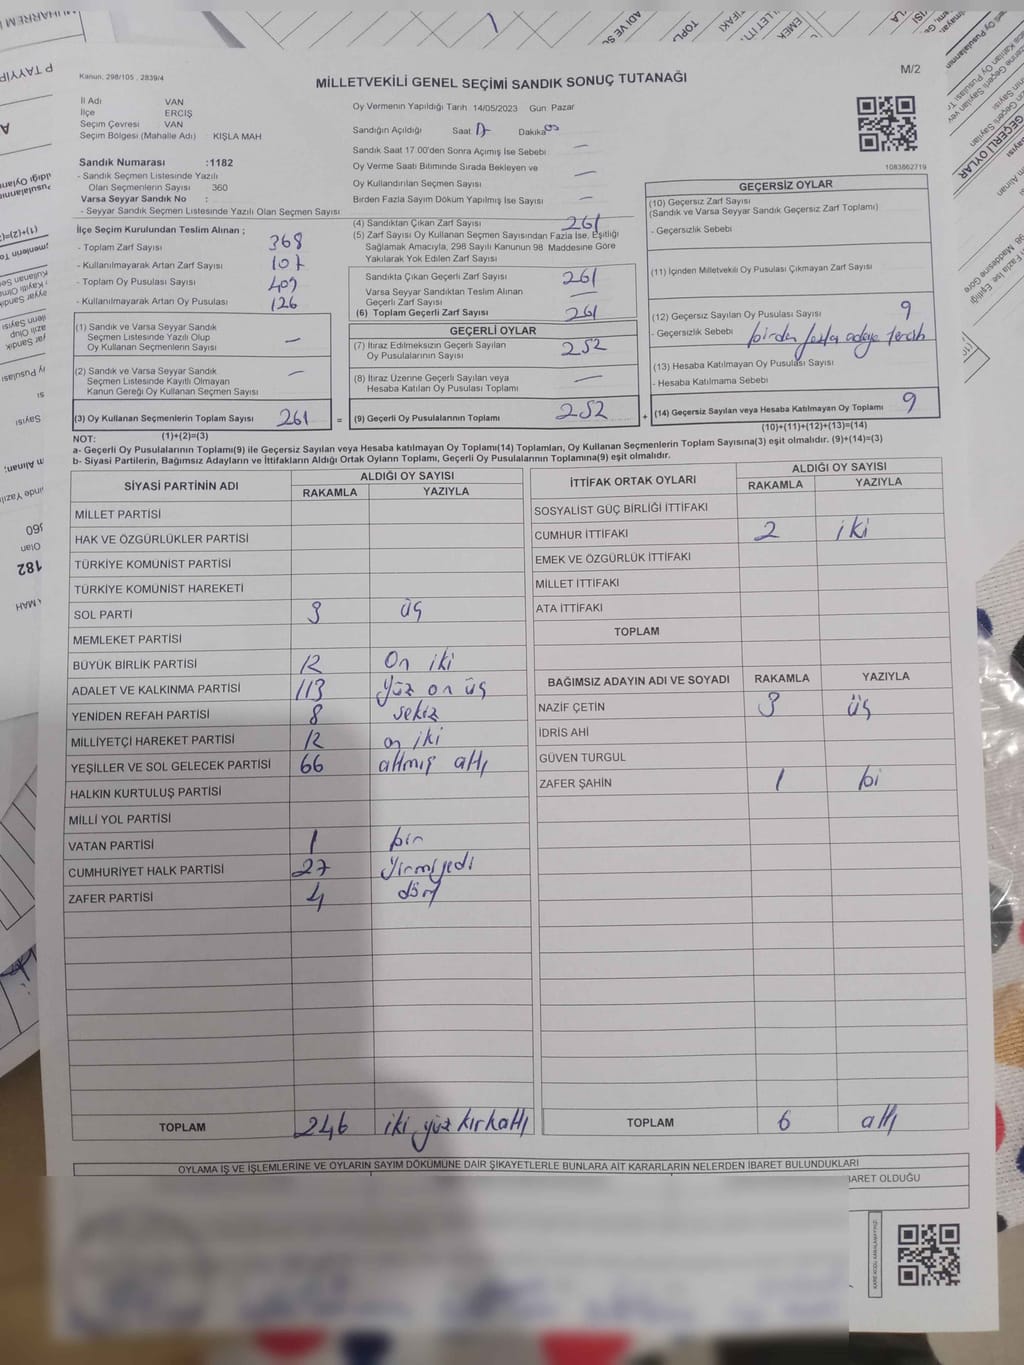 Kanun, 298/105 , 2839/4
MİLLETVEKİLİ GENEL SEÇİMİ SANDIK SONUÇ TUTANAĞI
M/2
İl Adı VAN
İlçe ERCİŞ
Seçim Çevresi VAN
Seçim Bölgesi (Mahalle Adı) : KIŞLA MAH
Sandık Numarası :1182
- Sandık Seçmen Listesinde Yazılı
Olan Seçmenlerin Sayısı 360
Varsa Seyyar Sandık No :
- Seyyar Sandık Seçmen Listesinde Yazılı Olan Seçmen Sayısı
İlçe Seçim Kurulundan Teslim Alınan ;
- Toplam Zarf Sayısı 368
- Kullanılmayarak Artan Zarf Sayısı 107
- Toplam Oy Pusulası Sayısı 409
- Kullanılmayarak Artan Oy Pusulası 126
(1) Sandık ve Varsa Seyyar Sandık
Seçmen Listesinde Yazılı Olup
Oy Kullanan Seçmenlerin Sayısı —
(2) Sandık ve Varsa Seyyar Sandık
Seçmen Listesinde Kayıtlı Olmayan
Kanun Gereği Oy Kullanan Seçmen Sayısı —
(3) Oy Kullanan Seçmenlerin Toplam Sayısı 261 =
(1)+(2)=(3)
Oy Vermenin Yapıldığı Tarih 14/05/2023 Gün Pazar
Sandığın Açıldığı Saat 17 Dakika 00
Sandık Saat 17.00'den Sonra Açılmış İse Sebebi —
Oy Verme Saati Bitiminde Sırada Bekleyen ve
Oy Kullandırılan Seçmen Sayısı —
Birden Fazla Sayım Döküm Yapılmış İse Sayısı —
(4) Sandıktan Çıkan Zarf Sayısı 261
(5) Zarf Sayısı Oy Kullanan Seçmen Sayısından Fazla İse, Eşitliği
Sağlamak Amacıyla, 298 Sayılı Kanunun 98 Maddesine Göre
Yakılarak Yok Edilen Zarf Sayısı
Sandıkta Çıkan Geçerli Zarf Sayısı 261
Varsa Seyyar Sandıktan Teslim Alınan
Geçerli Zarf Sayısı —
(6) Toplam Geçerli Zarf Sayısı 261
GEÇERLİ OYLAR
(7) İtiraz Edilmeksizin Geçerli Sayılan
Oy Pusulalarının Sayısı 252
(8) İtiraz Üzerine Geçerli Sayılan veya
Hesaba Katılan Oy Pusulası Toplamı —
(9) Geçerli Oy Pusulalarının Toplamı 252 +
1083862719
GEÇERSİZ OYLAR
(10) Geçersiz Zarf Sayısı
(Sandık ve Varsa Seyyar Sandık Geçersiz Zarf Toplamı)
- Geçersizlik Sebebi
(11) İçinden Milletvekili Oy Pusulası Çıkmayan Zarf Sayısı
(12) Geçersiz Sayılan Oy Pusulası Sayısı 9
- Geçersizlik Sebebi birden fazla adaya tercih
(13) Hesaba Katılmayan Oy Pusulası Sayısı
- Hesaba Katılmama Sebebi
(14) Geçersiz Sayılan veya Hesaba Katılmayan Oy Toplamı 9
(10)+(11)+(12)+(13)=(14)
NOT:
a- Geçerli Oy Pusulalarının Toplamı(9) ile Geçersiz Sayılan veya Hesaba katılmayan Oy Toplamı(14) Toplamları, Oy Kullanan Seçmenlerin Toplam Sayısına(3) eşit olmalıdır. (9)+(14)=(3)
b- Siyasi Partilerin, Bağımsız Adayların ve İttifakların Aldığı Ortak Oyların Toplamı, Geçerli Oy Pusulalarının Toplamına(9) eşit olmalıdır.
SİYASİ PARTİNİN ADI ALDIĞI OY SAYISI
RAKAMLA YAZIYLA
MİLLET PARTİSİ
HAK VE ÖZGÜRLÜKLER PARTİSİ
TÜRKİYE KOMÜNİST PARTİSİ
TÜRKİYE KOMÜNİST HAREKETİ
SOL PARTİ 3 üç
MEMLEKET PARTİSİ
BÜYÜK BİRLİK PARTİSİ 12 On iki
ADALET VE KALKINMA PARTİSİ 113 yüz on üç
YENİDEN REFAH PARTİSİ 8 sekiz
MİLLİYETÇİ HAREKET PARTİSİ 12 on iki
YEŞİLLER VE SOL GELECEK PARTİSİ 66 altmış altı
HALKIN KURTULUŞ PARTİSİ
MİLLİ YOL PARTİSİ
VATAN PARTİSİ 1 bir
CUMHURİYET HALK PARTİSİ 27 Yirmi yedi
ZAFER PARTİSİ 4 dört
TOPLAM 246 iki yüz kırkaltı
İTTİFAK ORTAK OYLARI ALDIĞI OY SAYISI
RAKAMLA YAZIYLA
SOSYALİST GÜÇ BİRLİĞİ İTTİFAKI
CUMHUR İTTİFAKI 2 iki
EMEK VE ÖZGÜRLÜK İTTİFAKI
MİLLET İTTİFAKI
ATA İTTİFAKI
TOPLAM
BAĞIMSIZ ADAYIN ADI VE SOYADI RAKAMLA YAZIYLA
NAZİF ÇETİN 3 üç
İDRİS AHİ
GÜVEN TURGUL
ZAFER ŞAHİN 1 bi
TOPLAM 6 altı
OYLAMA İŞ VE İŞLEMLERİNE VE OYLARIN SAYIM DÖKÜMÜNE DAİR ŞİKAYETLERLE BUNLARA AİT KARARLARIN NELERDEN İBARET BULUNDUKLARI
İBARET OLDUĞU
KARE KODU KARALAMAYINIZ!